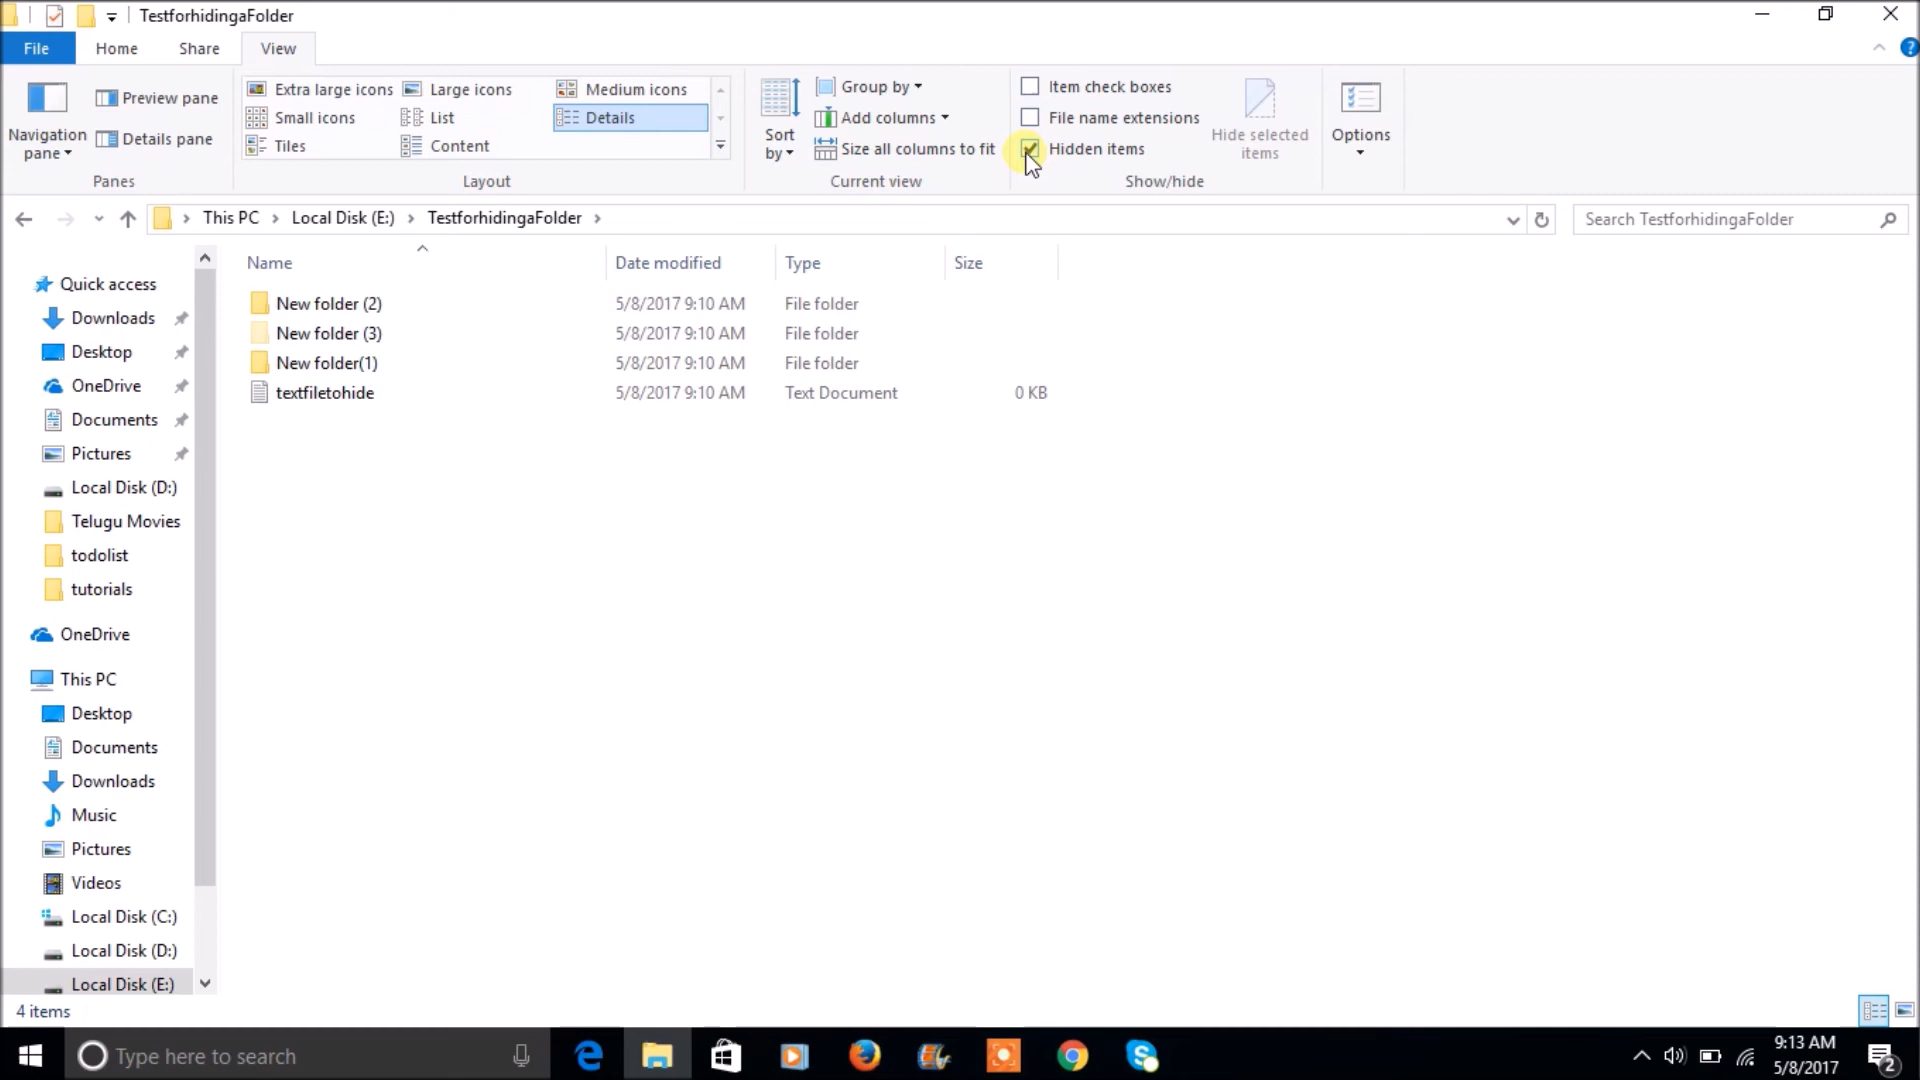 TestforhidingaFolder
File Home Share View
Navigation pane
Preview pane
Details pane
Panes
Extra large icons Large icons Medium icons
Small icons List Details
Tiles Content
Layout
Sort by
Group by
Add columns
Size all columns to fit
Current view
Item check boxes
File name extensions
Hidden items
Hide selected items
Show/hide
Options
This PC Local Disk (E:) TestforhidingaFolder
Search TestforhidingaFolder
Name Date modified Type Size
New folder (2) 5/8/2017 9:10 AM File folder
New folder (3) 5/8/2017 9:10 AM File folder
New folder(1) 5/8/2017 9:10 AM File folder
textfiletohide 5/8/2017 9:10 AM Text Document 0 KB
Quick access
Downloads
Desktop
OneDrive
Documents
Pictures
Local Disk (D:)
Telugu Movies
todolist
tutorials
OneDrive
This PC
Desktop
Documents
Downloads
Music
Pictures
Videos
Local Disk (C:)
Local Disk (D:)
Local Disk (E:)
4 items
Type here to search
9:13 AM
5/8/2017
2